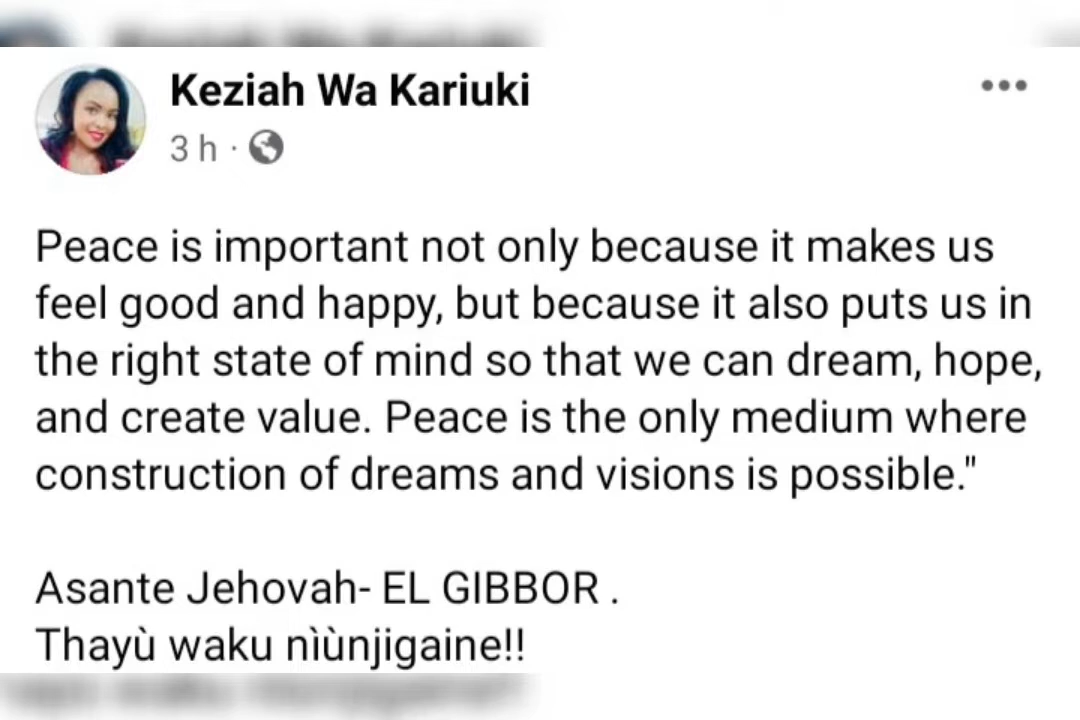 Keziah Wa Kariuki
3 h ·
Peace is important not only because it makes us
feel good and happy, but because it also puts us in
the right state of mind so that we can dream, hope,
and create value. Peace is the only medium where
construction of dreams and visions is possible."
Asante Jehovah- EL GIBBOR .
Thayù waku nìùnjigaine!!